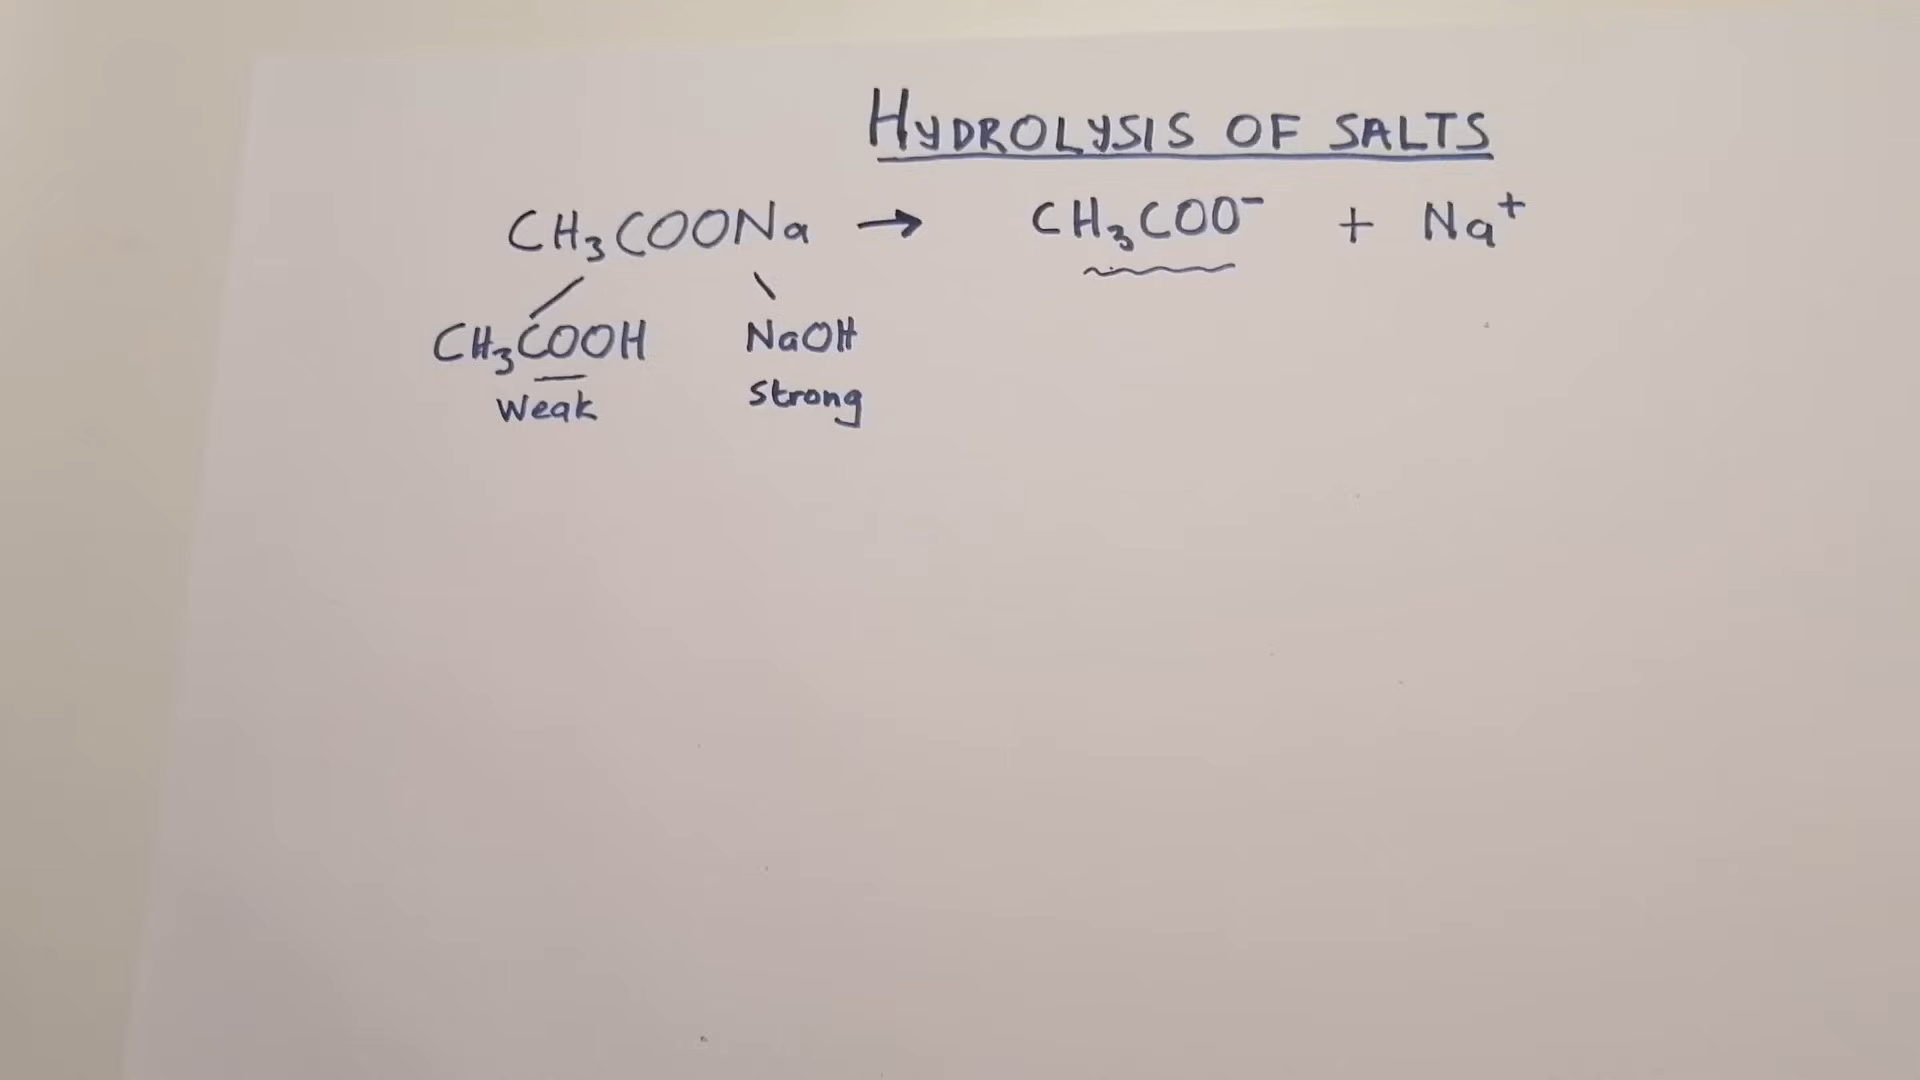 HYDROLYSIS OF SALTS
CH₃COONa → CH₃COO⁻ + Na⁺
CH₃COOH NaOH
Weak Strong